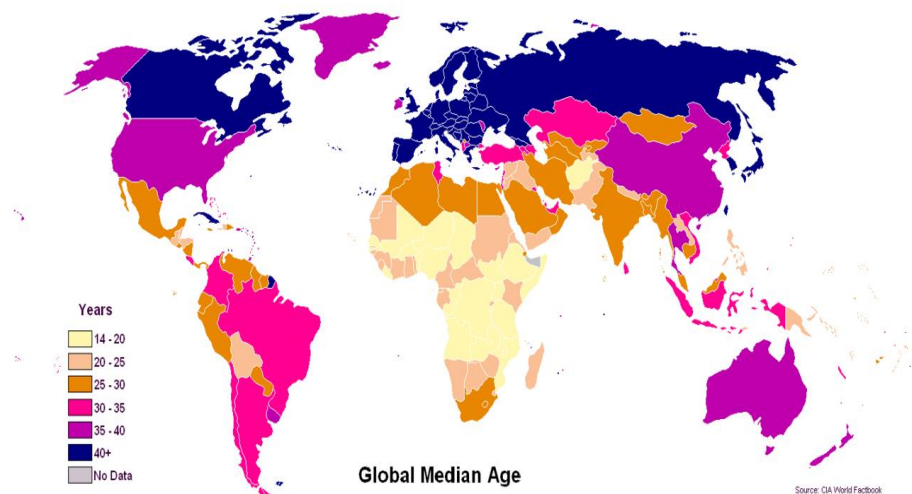 Years
14 - 20
20 - 25
25 - 30
30 - 35
35 - 40
40+
No Data
Global Median Age
Source: CIA World Factbook